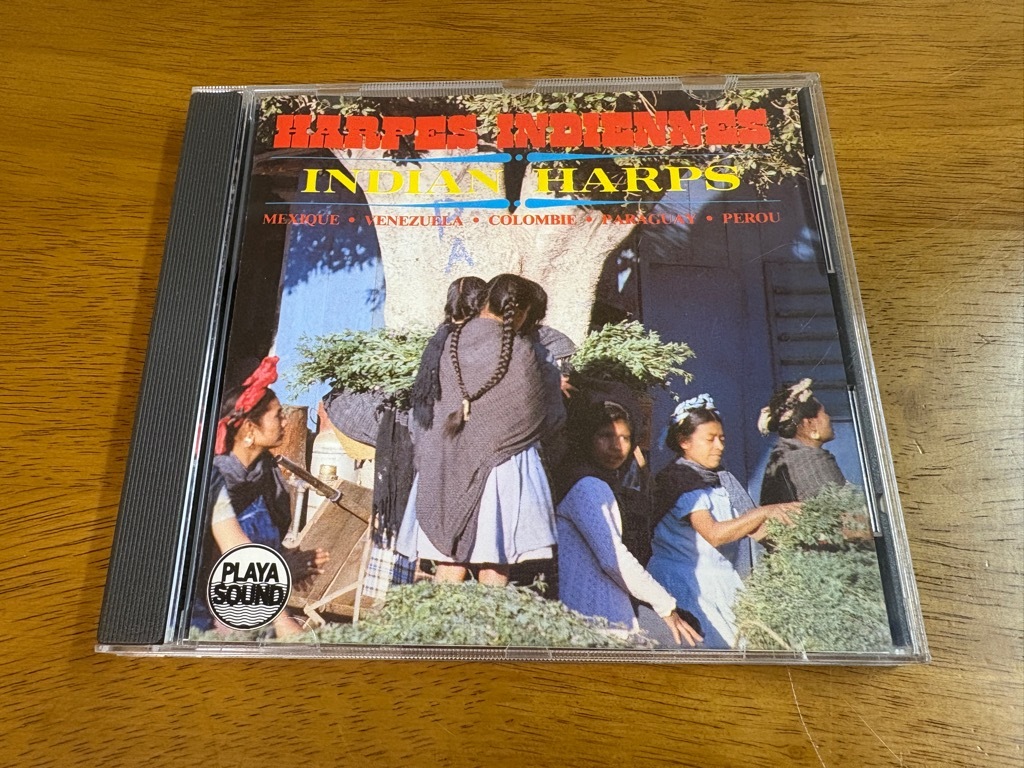 HARPES INDIENNES
INDIAN HARPS
MEXIQUE • VENEZUELA • COLOMBIE • PARAGUAY • PEROU
A
PLAYA
SOUND